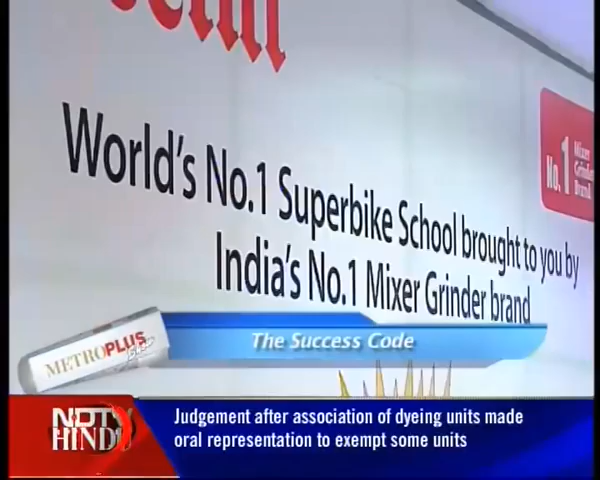 World's No.1 Superbike School brought to you by
India's No.1 Mixer Grinder brand
No.1 Mixer
Grinder
Brand
The Success Code
METROPLUS
NDTV
HINDU
Judgement after association of dyeing units made
oral representation to exempt some units